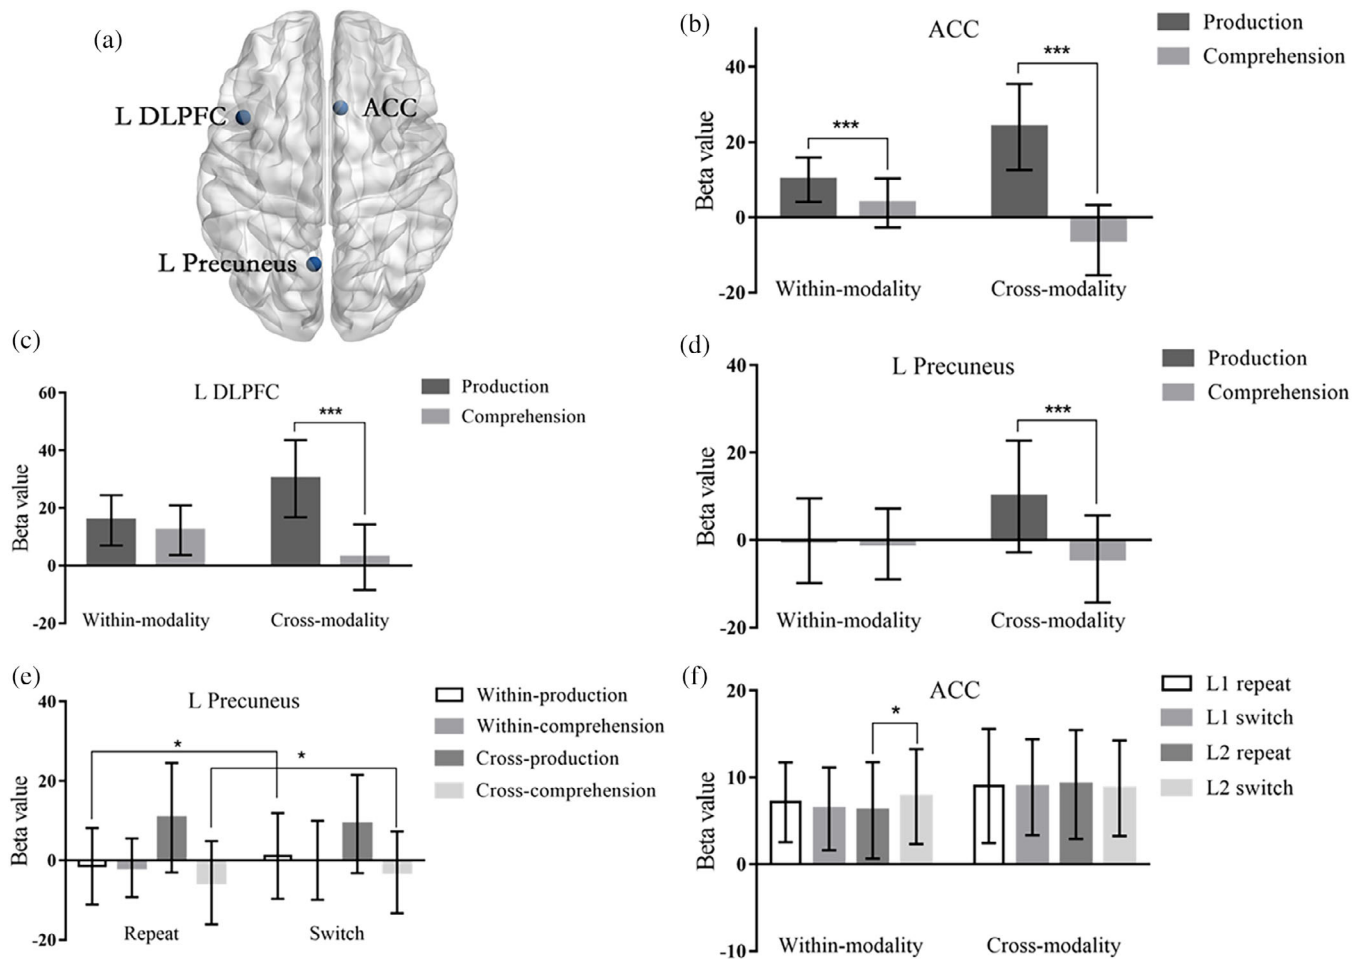 (a)
L DLPFC
ACC
L Precuneus
(b)
ACC
Production
Comprehension
***
***
Beta value
40
20
0
-20
Within-modality
Cross-modality
(c)
L DLPFC
Production
Comprehension
***
Beta value
60
40
20
0
-20
Within-modality
Cross-modality
(d)
L Precuneus
Production
Comprehension
***
Beta value
40
20
0
-20
Within-modality
Cross-modality
(e)
L Precuneus
Within-production
Within-comprehension
Cross-production
Cross-comprehension
*
*
Beta value
40
20
0
-20
Repeat
Switch
(f)
ACC
L1 repeat
L1 switch
L2 repeat
L2 switch
*
Beta value
20
10
0
-10
Within-modality
Cross-modality